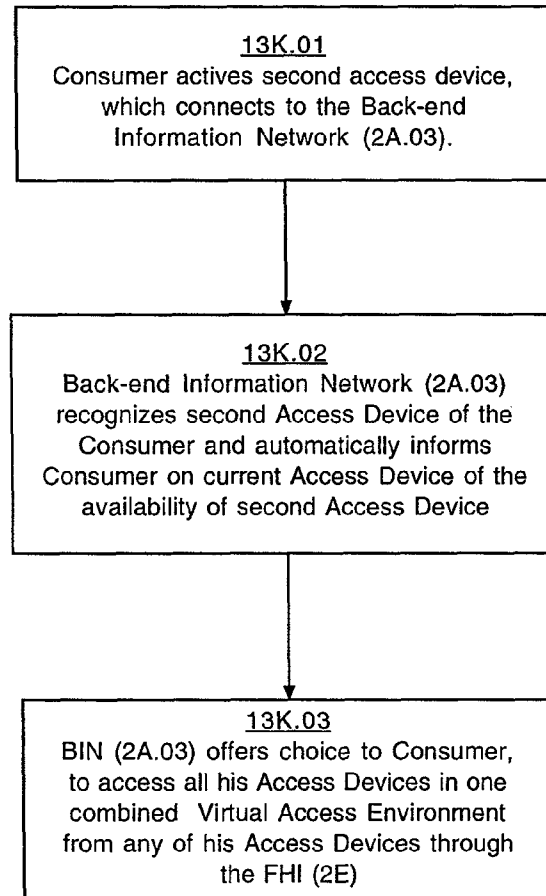 13K.01
Consumer actives second access device,
which connects to the Back-end
Information Network (2A.03).
13K.02
Back-end Information Network (2A.03)
recognizes second Access Device of the
Consumer and automatically informs
Consumer on current Access Device of the
availability of second Access Device
13K.03
BIN (2A.03) offers choice to Consumer,
to access all his Access Devices in one
combined Virtual Access Environment
from any of his Access Devices through
the FHI (2E)